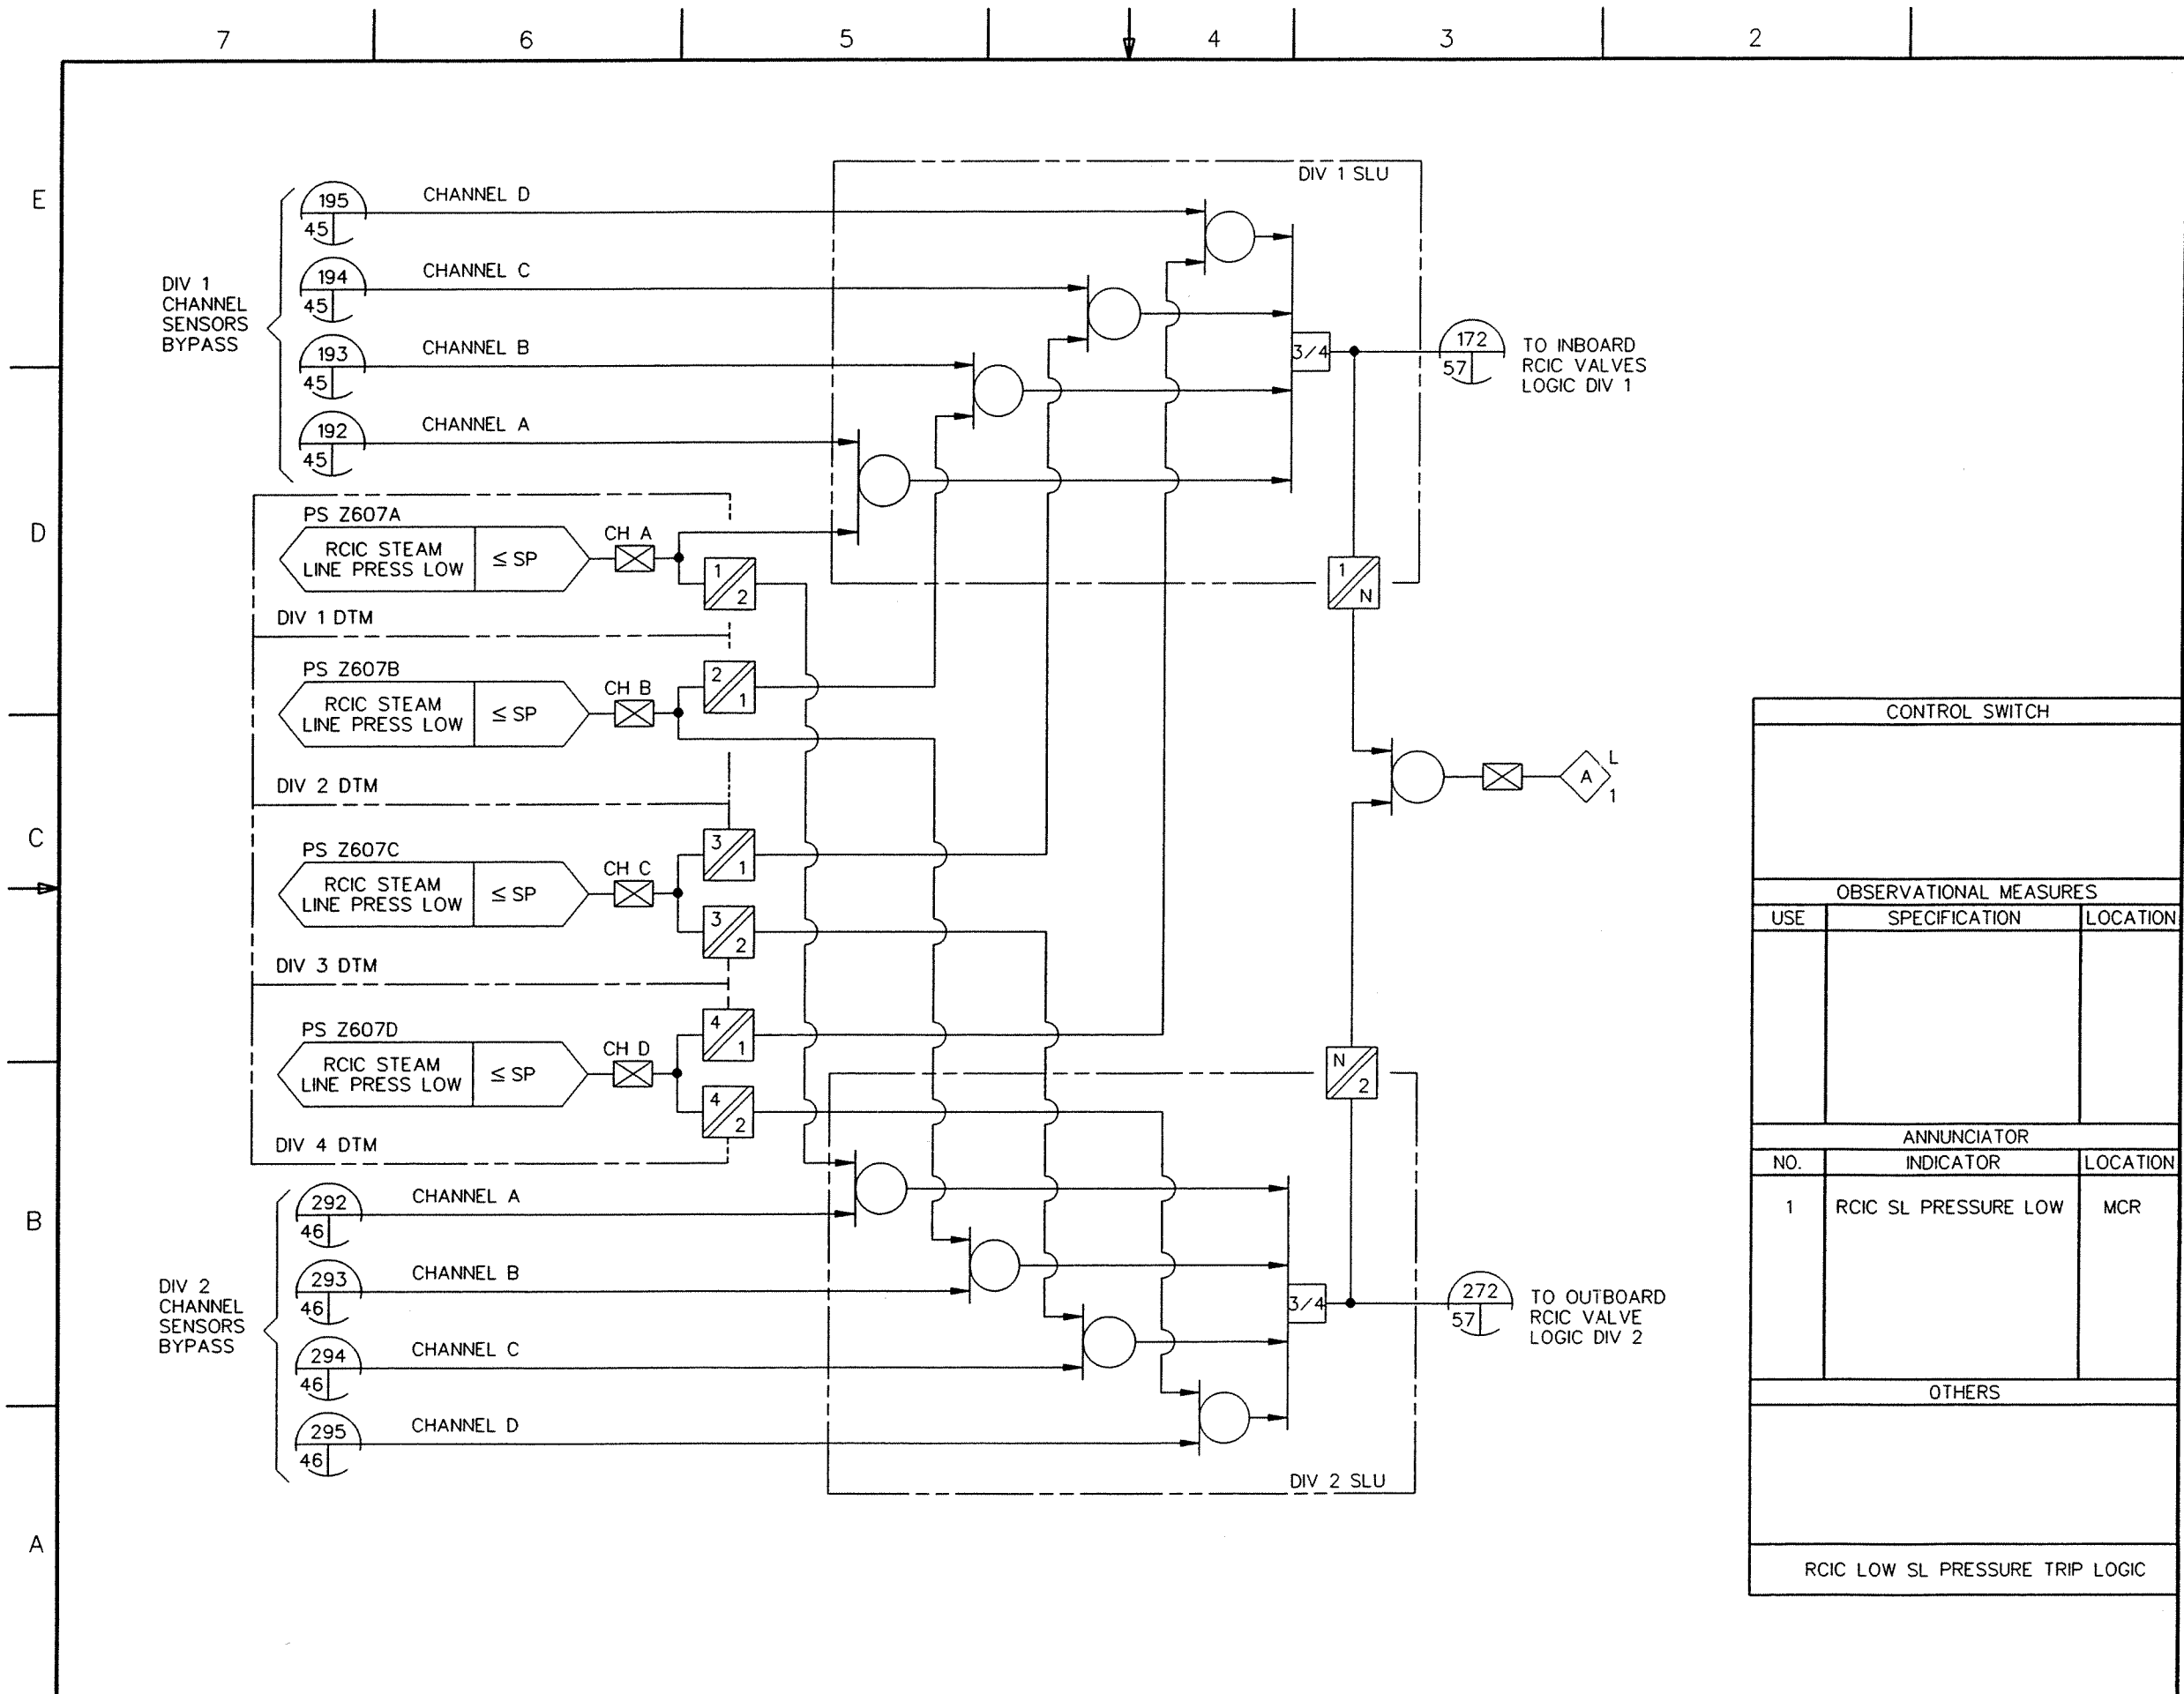 7 6 5 4 3 2
E
D
C
B
A
DIV 1
CHANNEL
SENSORS
BYPASS
195
45
CHANNEL D
194
45
CHANNEL C
193
45
CHANNEL B
192
45
CHANNEL A
DIV 1 SLU
3/4
172
57
TO INBOARD
RCIC VALVES
LOGIC DIV 1
PS Z607A
RCIC STEAM
LINE PRESS LOW
≤ SP
CH A
1
2
DIV 1 DTM
1
N
PS Z607B
RCIC STEAM
LINE PRESS LOW
≤ SP
CH B
2
1
DIV 2 DTM
A
L
1
PS Z607C
RCIC STEAM
LINE PRESS LOW
≤ SP
CH C
3
1
3
2
DIV 3 DTM
PS Z607D
RCIC STEAM
LINE PRESS LOW
≤ SP
CH D
4
1
4
2
DIV 4 DTM
N
2
DIV 2
CHANNEL
SENSORS
BYPASS
292
46
CHANNEL A
293
46
CHANNEL B
294
46
CHANNEL C
295
46
CHANNEL D
3/4
272
57
TO OUTBOARD
RCIC VALVE
LOGIC DIV 2
DIV 2 SLU
CONTROL SWITCH
OBSERVATIONAL MEASURES
USE SPECIFICATION LOCATION
ANNUNCIATOR
NO. INDICATOR LOCATION
1 RCIC SL PRESSURE LOW MCR
OTHERS
RCIC LOW SL PRESSURE TRIP LOGIC